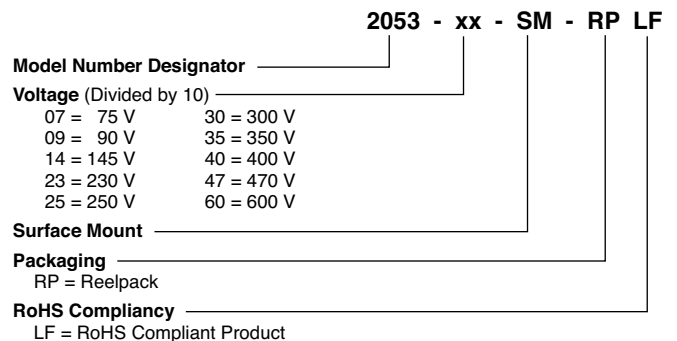 2053 - xx - SM - RP LF
Model Number Designator
Voltage (Divided by 10)
07 = 75 V 30 = 300 V
09 = 90 V 35 = 350 V
14 = 145 V 40 = 400 V
23 = 230 V 47 = 470 V
25 = 250 V 60 = 600 V
Surface Mount
Packaging
RP = Reelpack
RoHS Compliancy
LF = RoHS Compliant Product